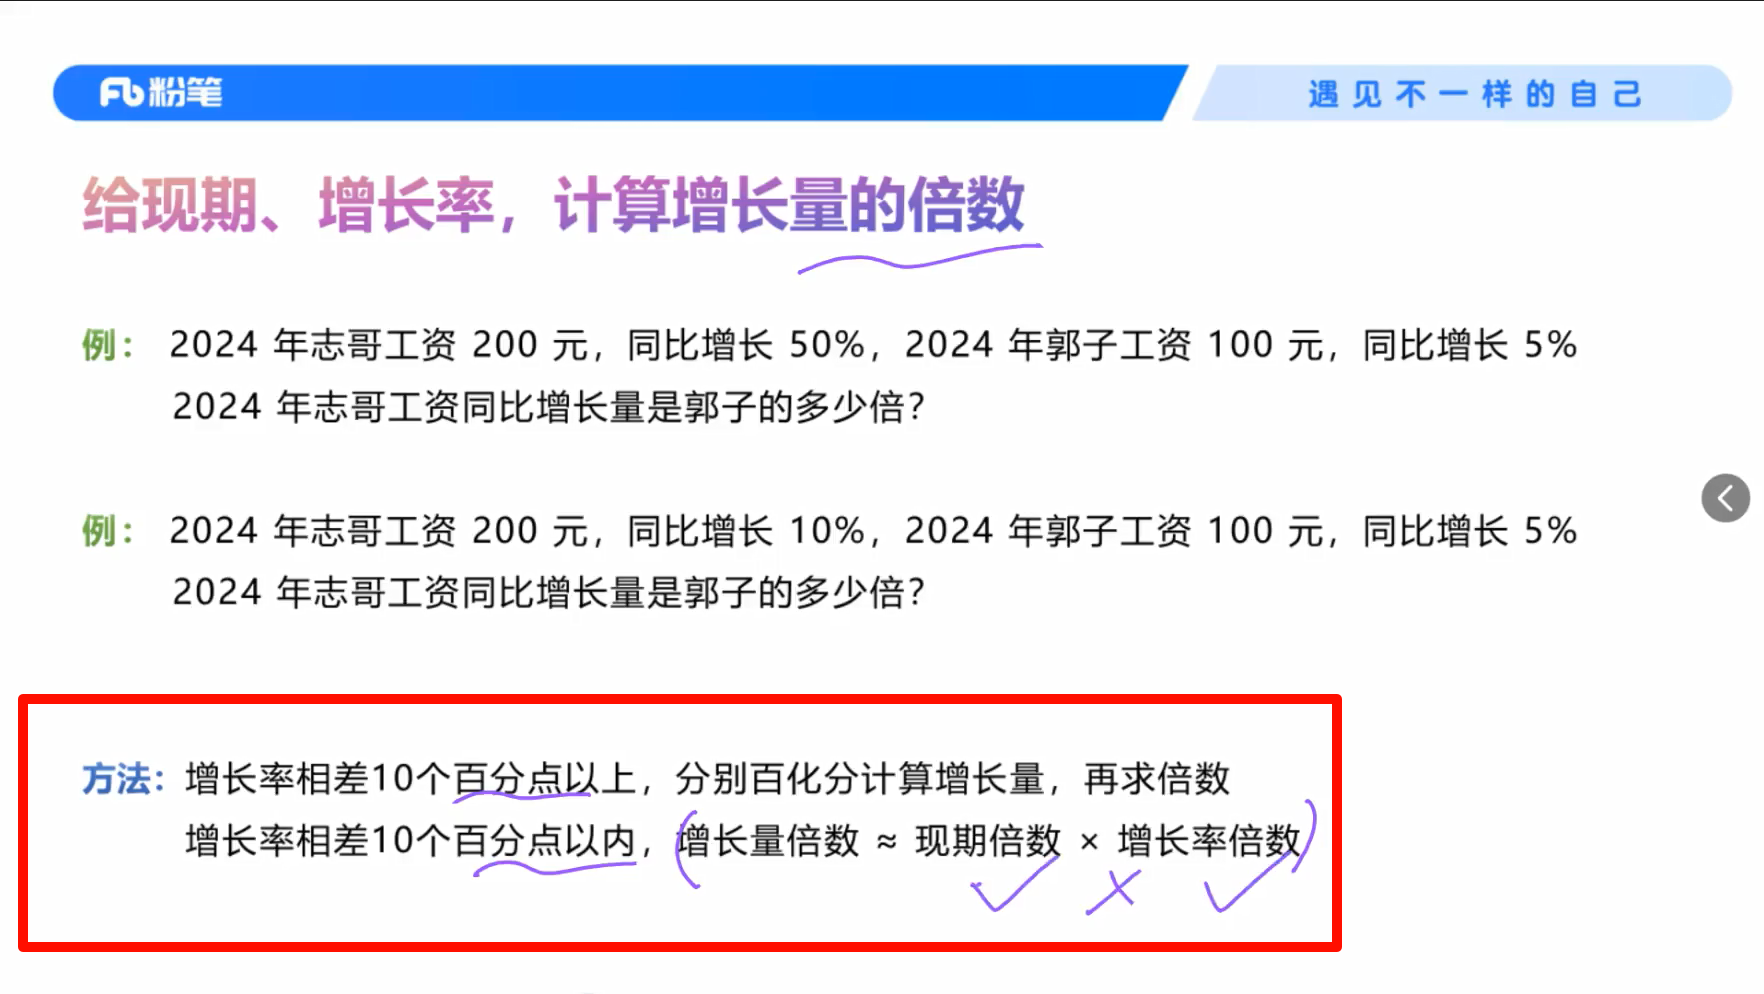 粉笔
遇见不一样的自己
给现期、增长率，计算增长量的倍数
例： 2024 年志哥工资 200 元，同比增长 50%，2024 年郭子工资 100 元，同比增长 5%
2024 年志哥工资同比增长量是郭子的多少倍？
例： 2024 年志哥工资 200 元，同比增长 10%，2024 年郭子工资 100 元，同比增长 5%
2024 年志哥工资同比增长量是郭子的多少倍？
方法：增长率相差10个百分点以上，分别百化分计算增长量，再求倍数
增长率相差10个百分点以内，增长量倍数 ≈ 现期倍数 × 增长率倍数